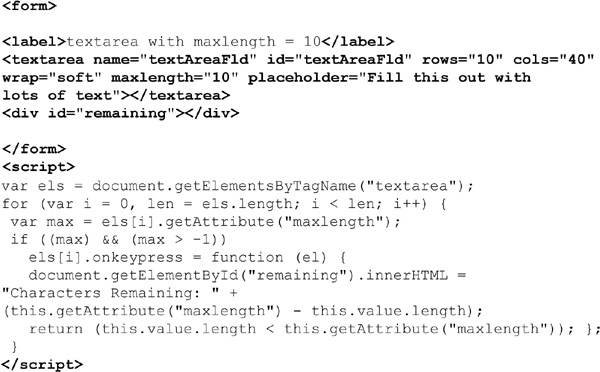 <form>
<label>textarea with maxlength = 10</label>
<textarea name="textAreaFld" id="textAreaFld" rows="10" cols="40"
wrap="soft" maxlength="10" placeholder="Fill this out with
lots of text"></textarea>
<div id="remaining"></div>
</form>
<script>
var els = document.getElementsByTagName("textarea");
for (var i = 0, len = els.length; i < len; i++) {
var max = els[i].getAttribute("maxlength");
if ((max) && (max > -1))
els[i].onkeypress = function (el) {
document.getElementById("remaining").innerHTML =
"Characters Remaining: " +
(this.getAttribute("maxlength") - this.value.length);
return (this.value.length < this.getAttribute("maxlength")); };
}
</script>